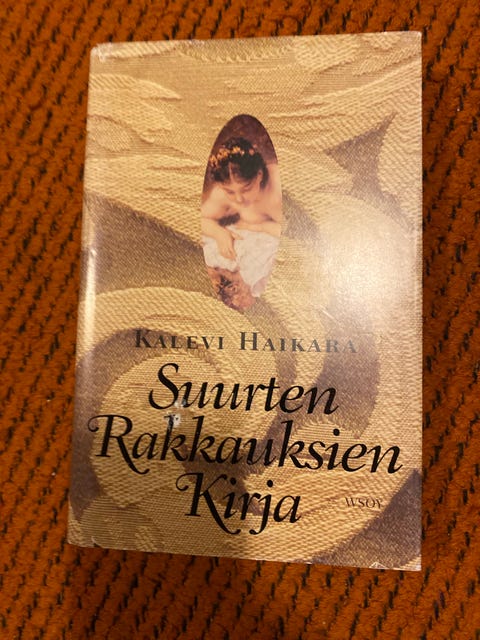 KALEVI HAIKARA
Suurten
Rakkauksien
Kirja
WSOY